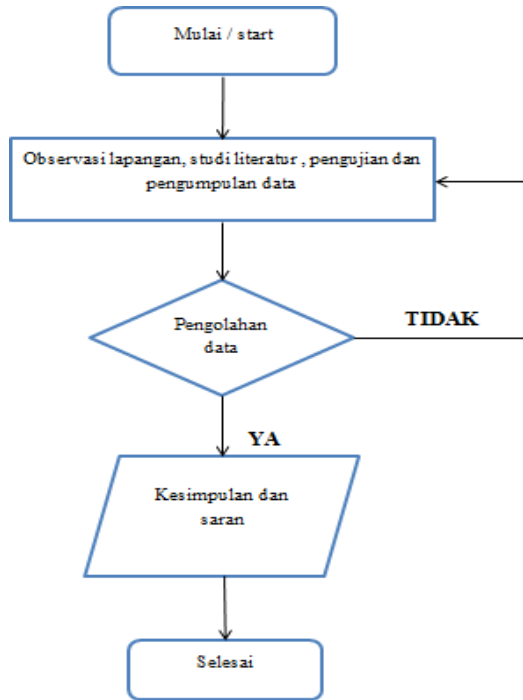 Mulai / start
Observasi lapangan, studi literatur , pengujian dan
pengumpulan data
Pengolahan
data
TIDAK
YA
Kesimpulan dan
saran
Selesai